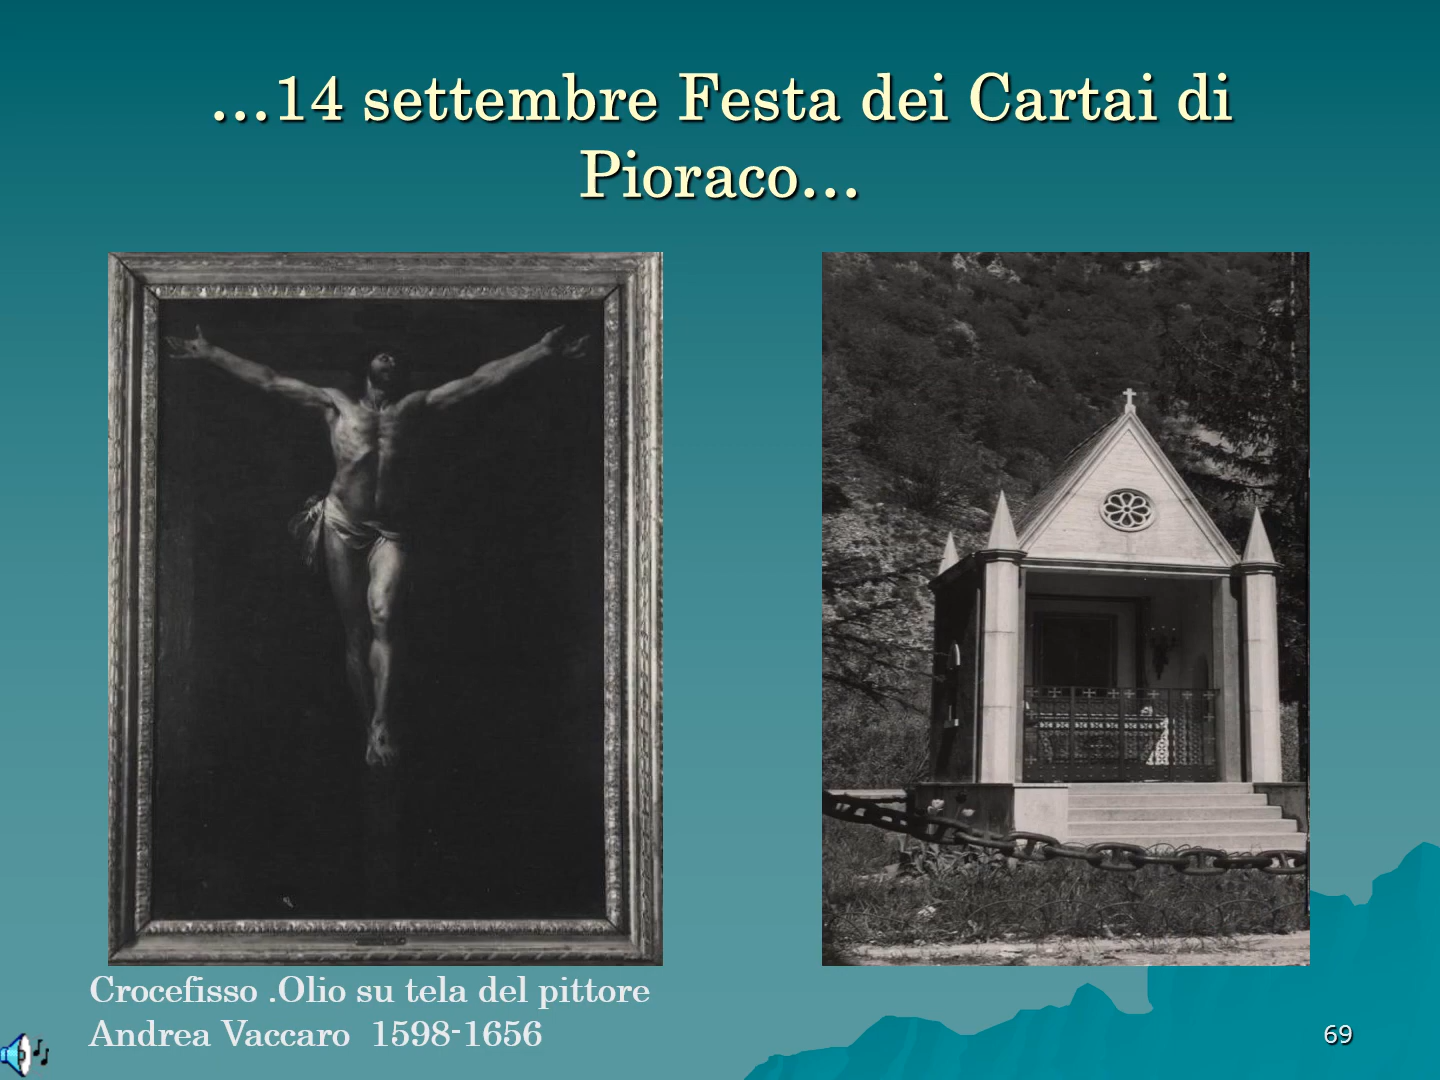 …14 settembre Festa dei Cartai di
Pioraco…
Crocefisso .Olio su tela del pittore
Andrea Vaccaro  1598-1656
69